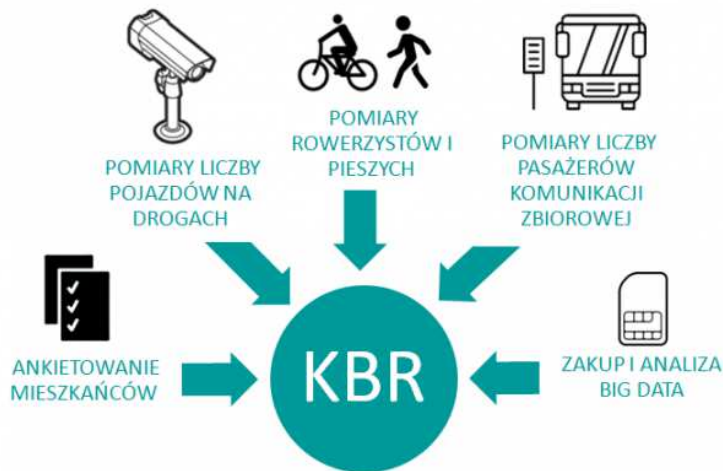 POMIARY LICZBY
POJAZDÓW NA
DROGACH
POMIARY
ROWERZYSTÓW I
PIESZYCH
POMIARY LICZBY
PASAŻERÓW
KOMUNIKACJI
ZBIOROWEJ
ANKIETOWANIE
MIESZKAŃCÓW
KBR
ZAKUP I ANALIZA
BIG DATA